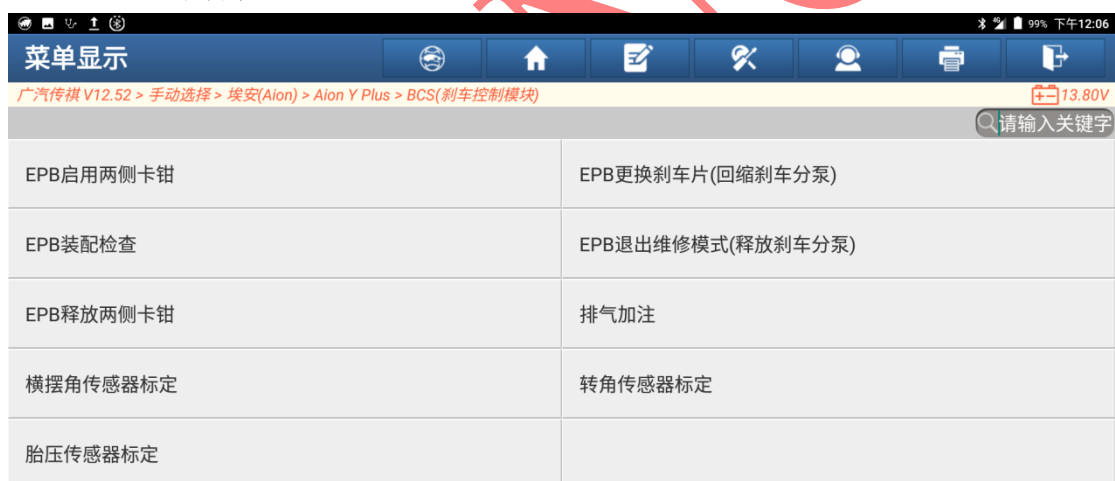 99% 下午12:06
菜单显示
广汽传祺 V12.52 > 手动选择 > 埃安(Aion) > Aion Y Plus > BCS(刹车控制模块)
13.80V
请输入关键字
EPB启用两侧卡钳
EPB更换刹车片(回缩刹车分泵)
EPB装配检查
EPB退出维修模式(释放刹车分泵)
EPB释放两侧卡钳
排气加注
横摆角传感器标定
转角传感器标定
胎压传感器标定